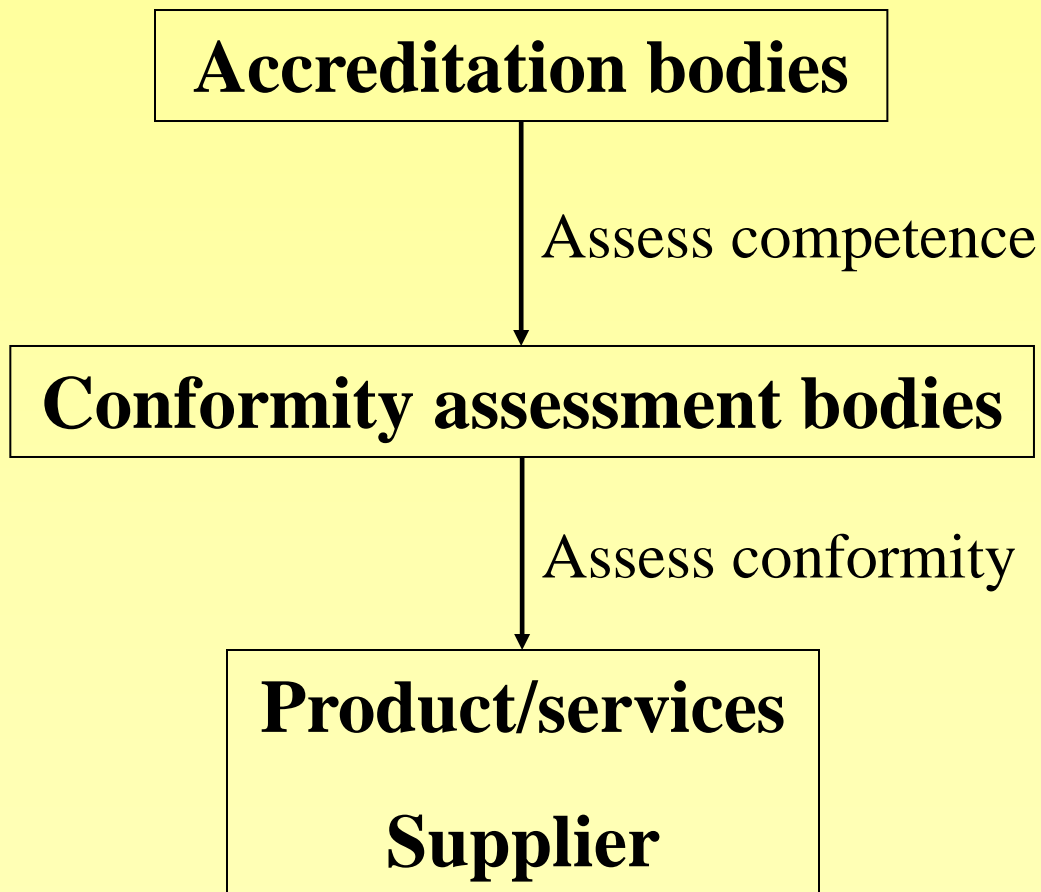 Accreditation bodies
Assess competence
Conformity assessment bodies
Assess conformity
Product/services
Supplier